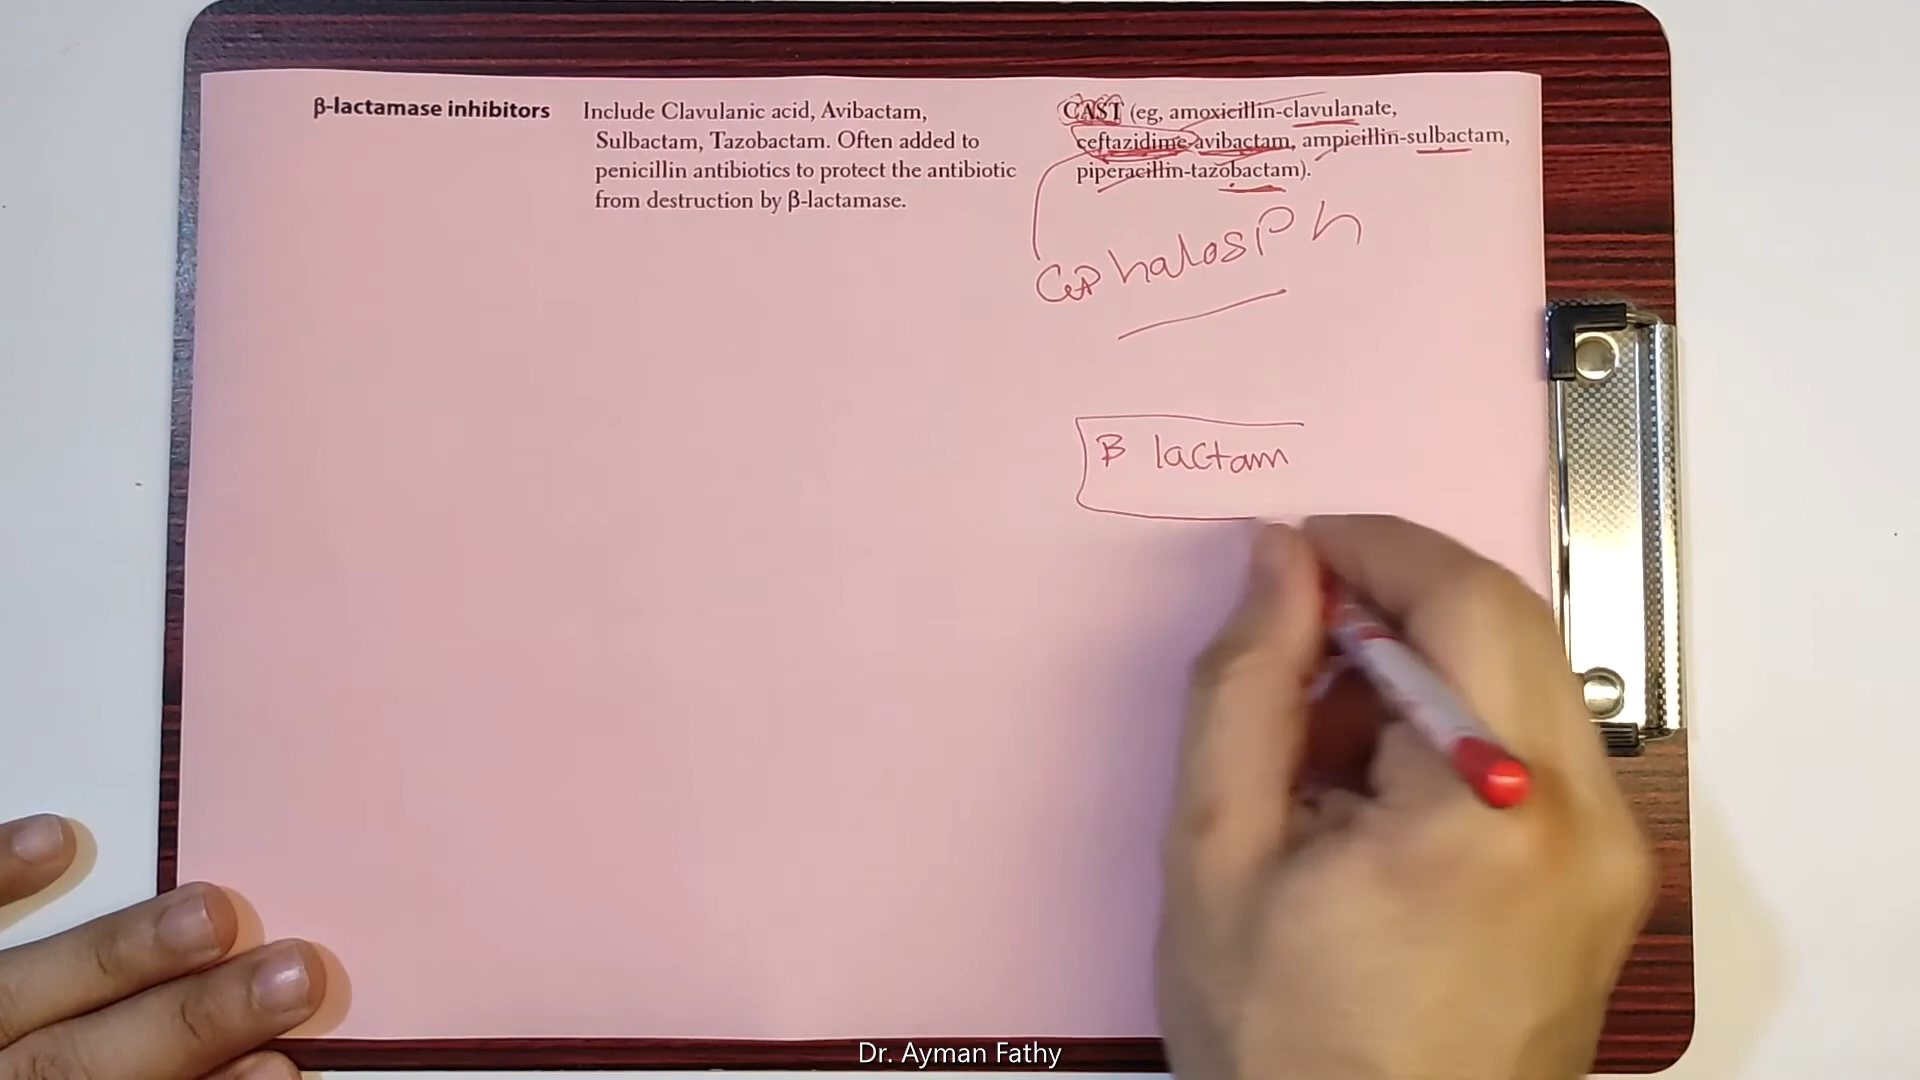 β-lactamase inhibitors
Include Clavulanic acid, Avibactam,
Sulbactam, Tazobactam. Often added to
penicillin antibiotics to protect the antibiotic
from destruction by β-lactamase.
CAST (eg, amoxicillin-clavulanate,
ceftazidime-avibactam, ampicillin-sulbactam,
piperacillin-tazobactam).
CephalosPh
B lactam
Dr. Ayman Fathy